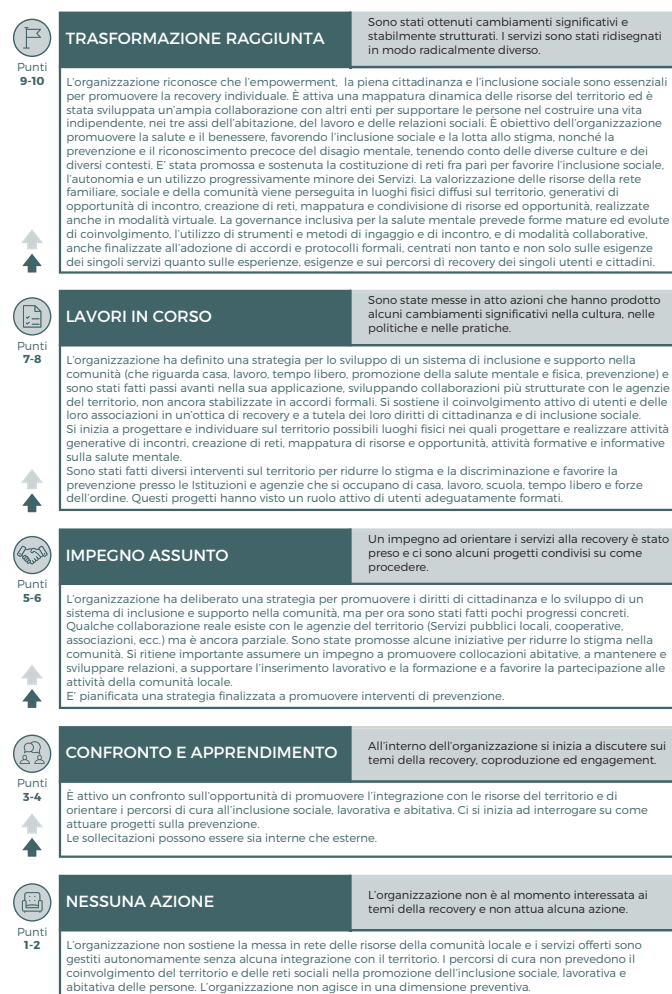 TRASFORMAZIONE RAGGIUNTA
Sono stati ottenuti cambiamenti significativi e
stabilmente strutturati. I servizi sono stati ridisegnati
in modo radicalmente diverso.
Punti
9-10
L'organizzazione riconosce che l'empowerment, la piena cittadinanza e l'inclusione sociale sono essenziali
per promuovere la recovery individuale. È attiva una mappatura dinamica delle risorse del territorio ed è
stata sviluppata un'ampia collaborazione con altri enti per supportare le persone nel costruire una vita
indipendente, nei tre assi dell'abitazione, del lavoro e delle relazioni sociali. È obiettivo dell'organizzazione
promuovere la salute e il benessere, favorendo l'inclusione sociale e la lotta allo stigma, nonché la
prevenzione e il riconoscimento precoce del disagio mentale, tenendo conto delle diverse culture e dei
diversi contesti. E' stata promossa e sostenuta la costituzione di reti fra pari per favorire l'inclusione sociale,
l'autonomia e un utilizzo progressivamente minore dei Servizi. La valorizzazione delle risorse della rete
familiare, sociale e della comunità viene perseguita in luoghi fisici diffusi sul territorio, generativi di
opportunità di incontro, creazione di reti, mappatura e condivisione di risorse ed opportunità, realizzate
anche in modalità virtuale. La governance inclusiva per la salute mentale prevede forme mature ed evolute
di coinvolgimento, l'utilizzo di strumenti e metodi di ingaggio e di incontro, e di modalità collaborative,
anche finalizzate all'adozione di accordi e protocolli formali, centrati non tanto e non solo sulle esigenze
dei singoli servizi quanto sulle esperienze, esigenze e sui percorsi di recovery dei singoli utenti e cittadini.
LAVORI IN CORSO
Sono state messe in atto azioni che hanno prodotto
alcuni cambiamenti significativi nella cultura, nelle
politiche e nelle pratiche.
Punti
7-8
L'organizzazione ha definito una strategia per lo sviluppo di un sistema di inclusione e supporto nella
comunità (che riguarda casa, lavoro, tempo libero, promozione della salute mentale e fisica, prevenzione) e
sono stati fatti passi avanti nella sua applicazione, sviluppando collaborazioni più strutturate con le agenzie
del territorio, non ancora stabilizzate in accordi formali. Si sostiene il coinvolgimento attivo di utenti e delle
loro associazioni in un'ottica di recovery e a tutela dei loro diritti di cittadinanza e di inclusione sociale.
Si inizia a progettare e individuare sul territorio possibili luoghi fisici nei quali progettare e realizzare attività
generative di incontri, creazione di reti, mappatura di risorse e opportunità, attività formative e informative
sulla salute mentale.
Sono stati fatti diversi interventi sul territorio per ridurre lo stigma e la discriminazione e favorire la
prevenzione presso le Istituzioni e agenzie che si occupano di casa, lavoro, scuola, tempo libero e forze
dell'ordine. Questi progetti hanno visto un ruolo attivo di utenti adeguatamente formati.
IMPEGNO ASSUNTO
Un impegno ad orientare i servizi alla recovery è stato
preso e ci sono alcuni progetti condivisi su come
procedere.
Punti
5-6
L'organizzazione ha deliberato una strategia per promuovere i diritti di cittadinanza e lo sviluppo di un
sistema di inclusione e supporto nella comunità, ma per ora sono stati fatti pochi progressi concreti.
Qualche collaborazione reale esiste con le agenzie del territorio (Servizi pubblici locali, cooperative,
associazioni, ecc.) ma è ancora parziale. Sono state promosse alcune iniziative per ridurre lo stigma nella
comunità. Si ritiene importante assumere un impegno a promuovere collocazioni abitative, a mantenere e
sviluppare relazioni, a supportare l'inserimento lavorativo e la formazione e a favorire la partecipazione alle
attività della comunità locale.
E' pianificata una strategia finalizzata a promuovere interventi di prevenzione.
CONFRONTO E APPRENDIMENTO
All'interno dell'organizzazione si inizia a discutere sui
temi della recovery, coproduzione ed engagement.
Punti
3-4
È attivo un confronto sull'opportunità di promuovere l'integrazione con le risorse del territorio e di
orientare i percorsi di cura all'inclusione sociale, lavorativa e abitativa. Ci si inizia ad interrogare su come
attuare progetti sulla prevenzione.
Le sollecitazioni possono essere sia interne che esterne.
NESSUNA AZIONE
L'organizzazione non è al momento interessata ai
temi della recovery e non attua alcuna azione.
Punti
1-2
L'organizzazione non sostiene la messa in rete delle risorse della comunità locale e i servizi offerti sono
gestiti autonomamente senza alcuna integrazione con il territorio. I percorsi di cura non prevedono il
coinvolgimento del territorio e delle reti sociali nella promozione dell'inclusione sociale, lavorativa e
abitativa delle persone. L'organizzazione non agisce in una dimensione preventiva.